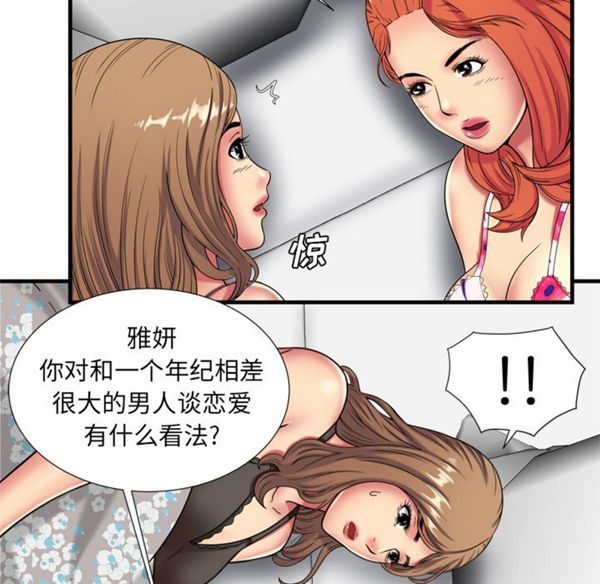 惊
雅妍
你对和一个年纪相差
很大的男人谈恋爱
有什么看法?
!!